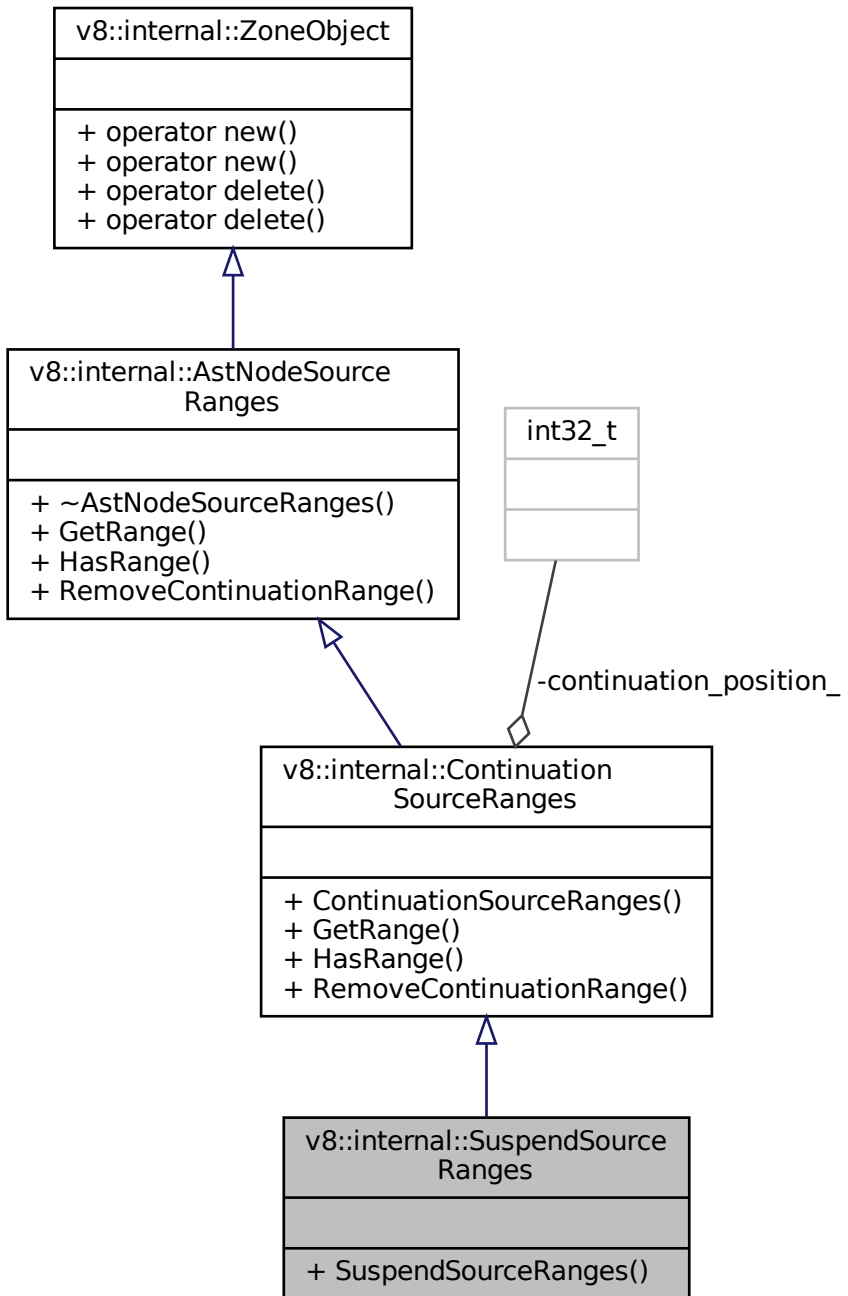 v8::internal::ZoneObject
+ operator new()
+ operator new()
+ operator delete()
+ operator delete()
v8::internal::AstNodeSource
Ranges
+ ~AstNodeSourceRanges()
+ GetRange()
+ HasRange()
+ RemoveContinuationRange()
int32_t
-continuation_position_
v8::internal::Continuation
SourceRanges
+ ContinuationSourceRanges()
+ GetRange()
+ HasRange()
+ RemoveContinuationRange()
v8::internal::SuspendSource
Ranges
+ SuspendSourceRanges()